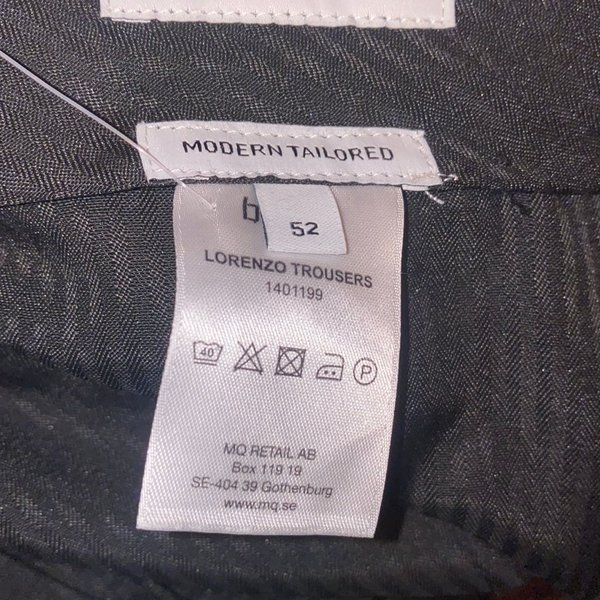 MODERN TAILORED
52
LORENZO TROUSERS
1401199
40
P
MQ RETAIL AB
Box 119 19
SE-404 39 Gothenburg
www.mq.se